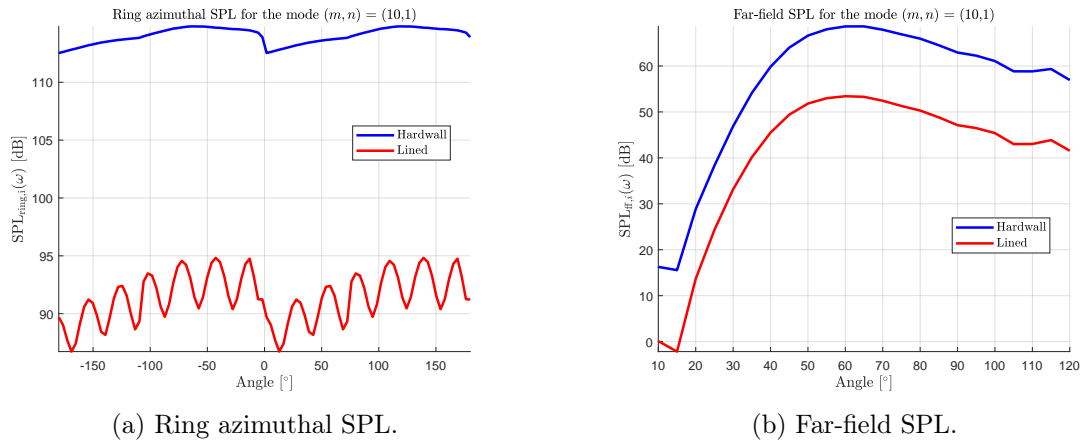 Ring azimuthal SPL for the mode (m, n) = (10,1)
SPL_ring,i(ω) [dB]
110
105
100
95
90
Hardwall
Lined
-150 -100 -50 0 50 100 150
Angle [°]
(a) Ring azimuthal SPL.
Far-field SPL for the mode (m, n) = (10,1)
SPL_ff,i(ω) [dB]
60
50
40
30
20
10
0
Hardwall
Lined
10 20 30 40 50 60 70 80 90 100 110 120
Angle [°]
(b) Far-field SPL.